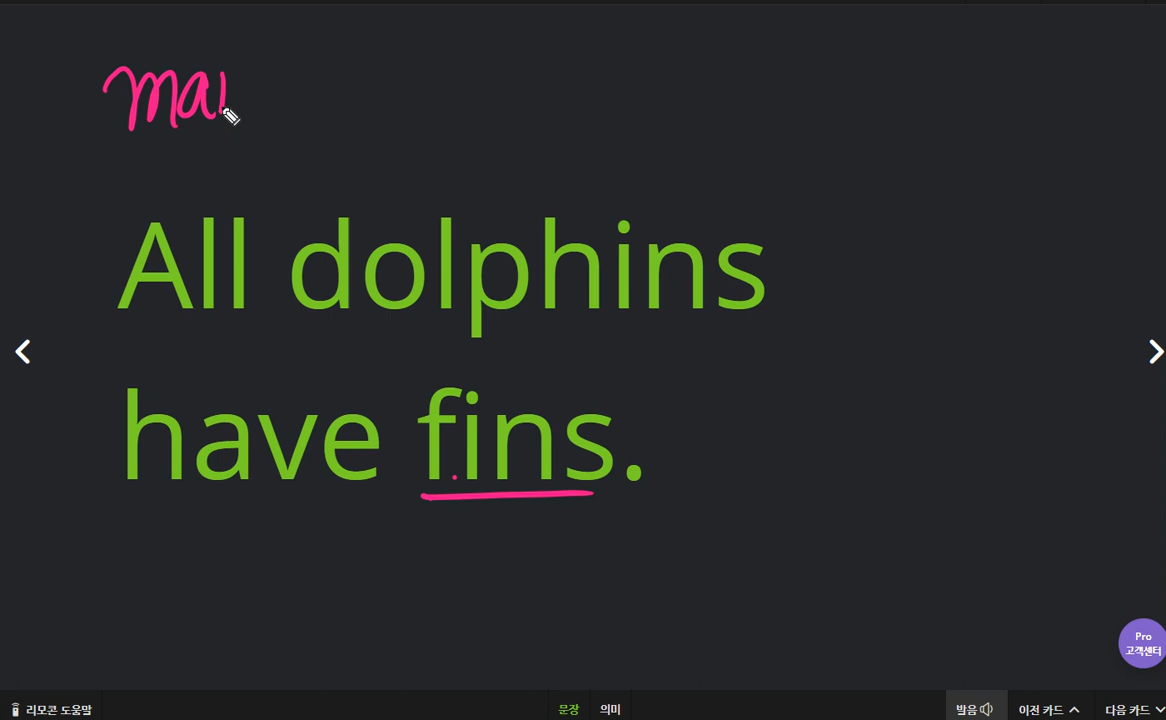 mai
All dolphins
have fins.
Pro
고객센터
리모콘 도움말
문장
의미
발음
이전 카드
다음 카드